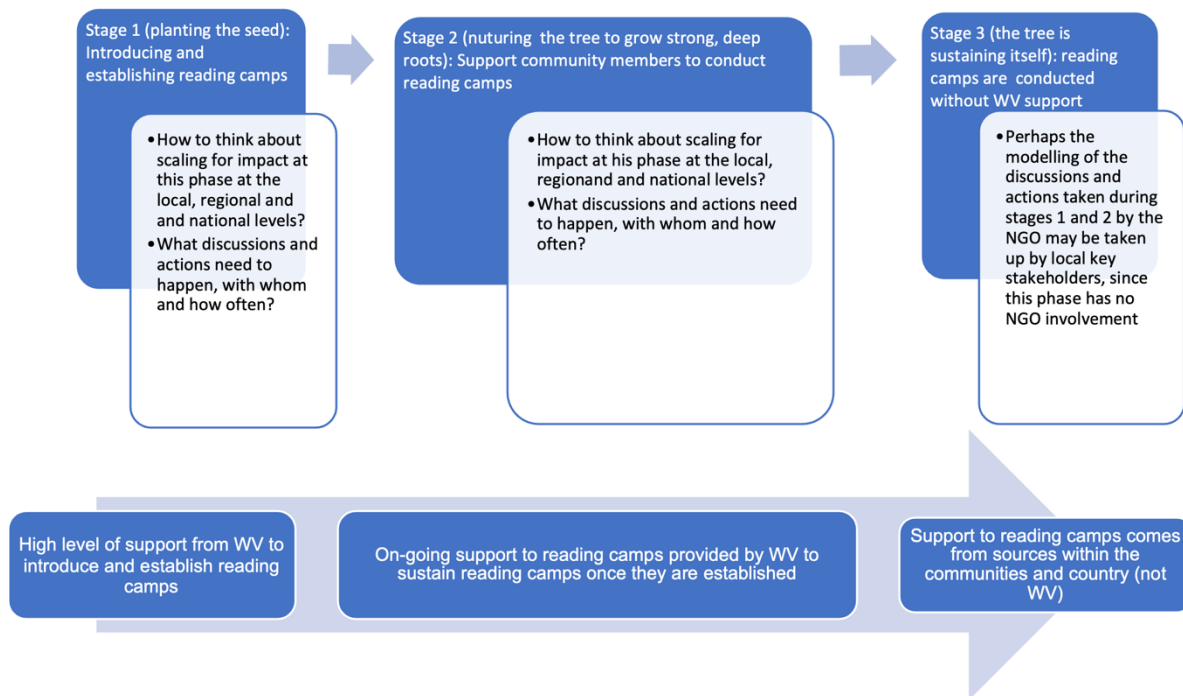 Stage 1 (planting the seed):
Introducing and
establishing reading camps
•How to think about
scaling for impact at
this phase at the
local, regional and
and national levels?
•What discussions and
actions need to
happen, with whom
and how often?
Stage 2 (nuturing the tree to grow strong, deep
roots): Support community members to conduct
reading camps
•How to think about scaling for
impact at his phase at the local,
regionand and national levels?
•What discussions and actions need
to happen, with whom and how
often?
Stage 3 (the tree is
sustaining itself): reading
camps are conducted
without WV support
•Perhaps the
modelling of the
discussions and
actions taken during
stages 1 and 2 by the
NGO may be taken
up by local key
stakeholders, since
this phase has no
NGO involvement
High level of support from WV to
introduce and establish reading
camps
On-going support to reading camps provided by WV to
sustain reading camps once they are established
Support to reading camps comes
from sources within the
communities and country (not
WV)